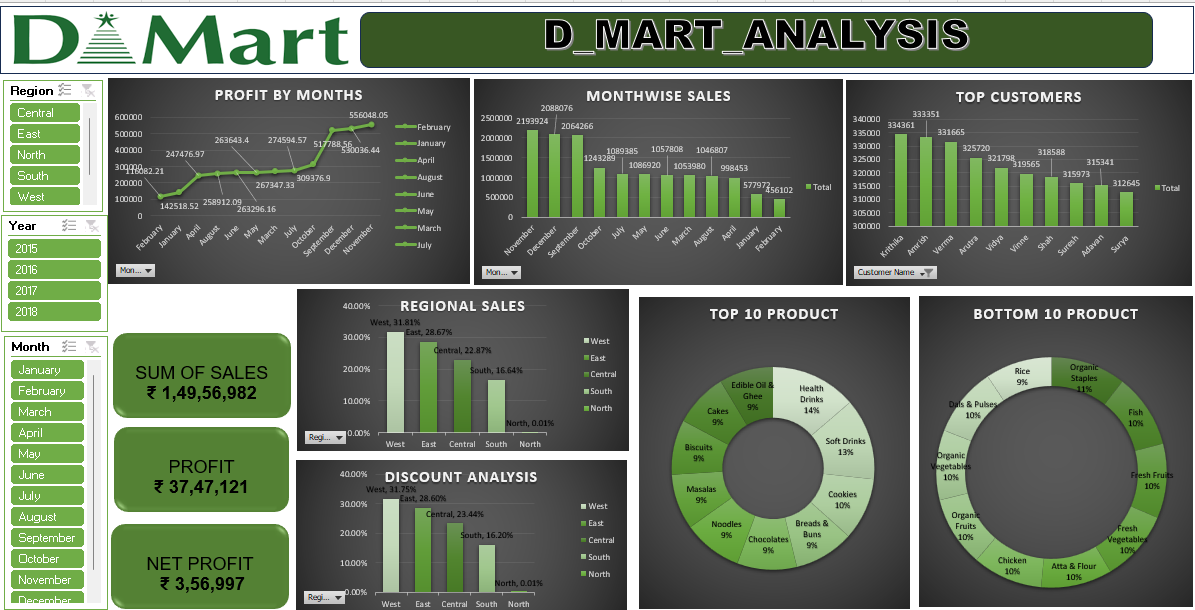 D Mart
D_MART_ANALYSIS
Region
Central
East
North
South
West
Year
2015
2016
2017
2018
Month
January
February
March
April
May
June
July
August
September
October
November
December
PROFIT BY MONTHS
600000
500000
400000
300000
200000
100000
0
116082.21
142518.52
247476.97
258912.09
263643.4
263296.16
267347.33
274594.57
309376.9
517788.56
530036.44
556048.05
February
January
April
August
June
May
March
July
October
September
December
November
February
January
April
August
June
May
March
July
Mon...
MONTHWISE SALES
2500000
2000000
1500000
1000000
500000
0
2193924
2088076
2064266
1243289
1089385
1086920
1057808
1053980
1046807
998453
577972
456102
November
December
September
October
July
May
June
March
August
April
January
February
Total
Mon...
TOP CUSTOMERS
340000
335000
330000
325000
320000
315000
310000
305000
300000
334361
333351
331665
325720
321798
319565
318588
315973
315341
312645
Krithika
Amrish
Verma
Arutra
Vidya
Vinne
Shah
Suresh
Adavan
Surya
Total
Customer Name
SUM OF SALES
₹ 1,49,56,982
PROFIT
₹ 37,47,121
NET PROFIT
₹ 3,56,997
REGIONAL SALES
40.00%
30.00%
20.00%
10.00%
0.00%
West, 31.81%
East, 28.67%
Central, 22.87%
South, 16.64%
North, 0.01%
West
East
Central
South
North
West
East
Central
South
North
Regi...
DISCOUNT ANALYSIS
40.00%
30.00%
20.00%
10.00%
0.00%
West, 31.75%
East, 28.60%
Central, 23.44%
South, 16.20%
North, 0.01%
West
East
Central
South
North
West
East
Central
South
North
Regi...
TOP 10 PRODUCT
Health
Drinks
14%
Soft Drinks
13%
Cookies
10%
Breads &
Buns
9%
Chocolates
9%
Noodles
9%
Masalas
9%
Biscuits
9%
Cakes
9%
Edible Oil &
Ghee
9%
BOTTOM 10 PRODUCT
Organic
Staples
11%
Fish
10%
Fresh Fruits
10%
Fresh
Vegetables
10%
Atta & Flour
10%
Chicken
10%
Organic
Fruits
10%
Organic
Vegetables
10%
Dals & Pulses
10%
Rice
9%